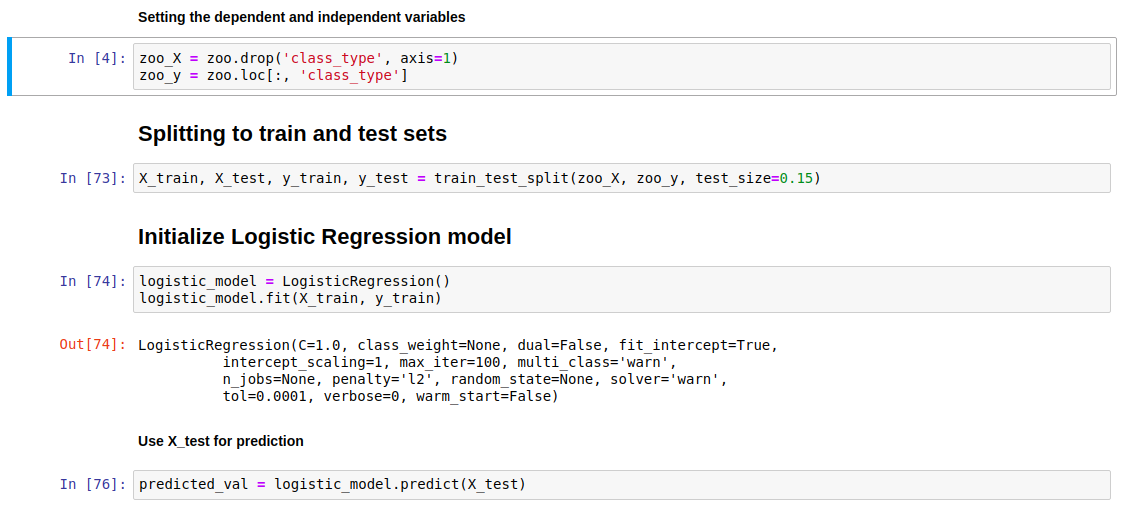 Setting the dependent and independent variables
In [4]: zoo_X = zoo.drop('class_type', axis=1)
zoo_y = zoo.loc[:, 'class_type']
Splitting to train and test sets
In [73]: X_train, X_test, y_train, y_test = train_test_split(zoo_X, zoo_y, test_size=0.15)
Initialize Logistic Regression model
In [74]: logistic_model = LogisticRegression()
logistic_model.fit(X_train, y_train)
Out[74]: LogisticRegression(C=1.0, class_weight=None, dual=False, fit_intercept=True,
intercept_scaling=1, max_iter=100, multi_class='warn',
n_jobs=None, penalty='l2', random_state=None, solver='warn',
tol=0.0001, verbose=0, warm_start=False)
Use X_test for prediction
In [76]: predicted_val = logistic_model.predict(X_test)